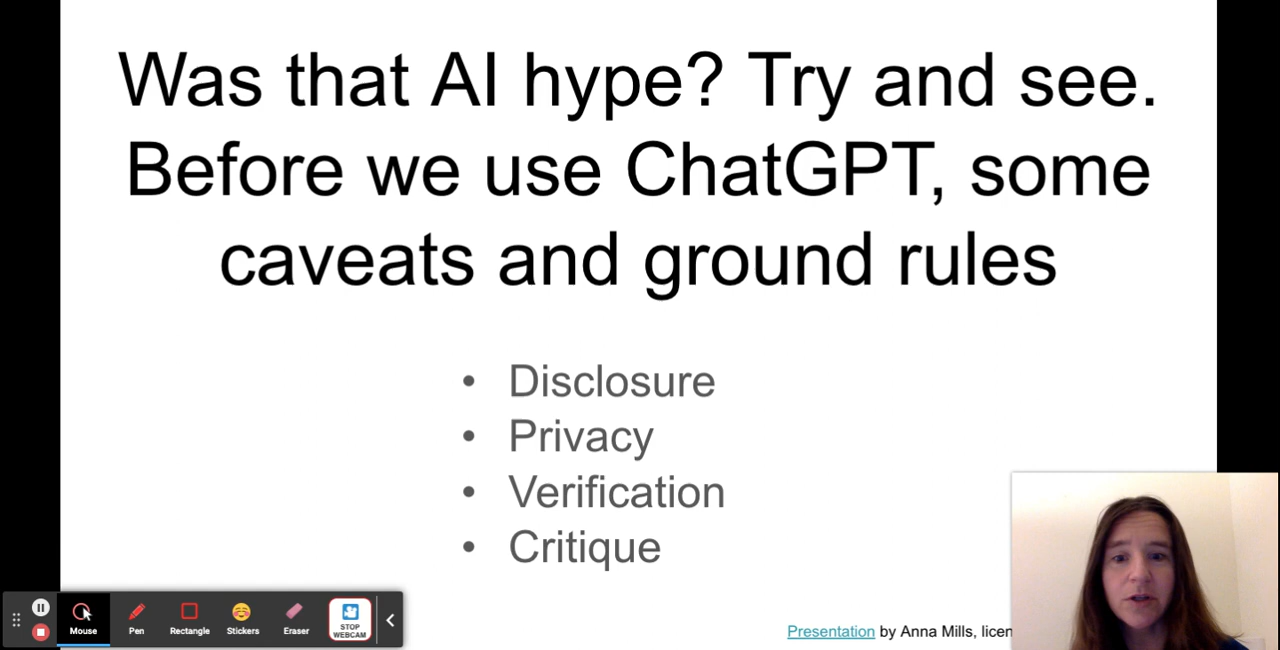 Was that AI hype? Try and see.
Before we use ChatGPT, some
caveats and ground rules
• Disclosure
• Privacy
• Verification
• Critique
Mouse
Pen
Rectangle
Stickers
Eraser
STOP
WEBCAM
Presentation by Anna Mills, licen